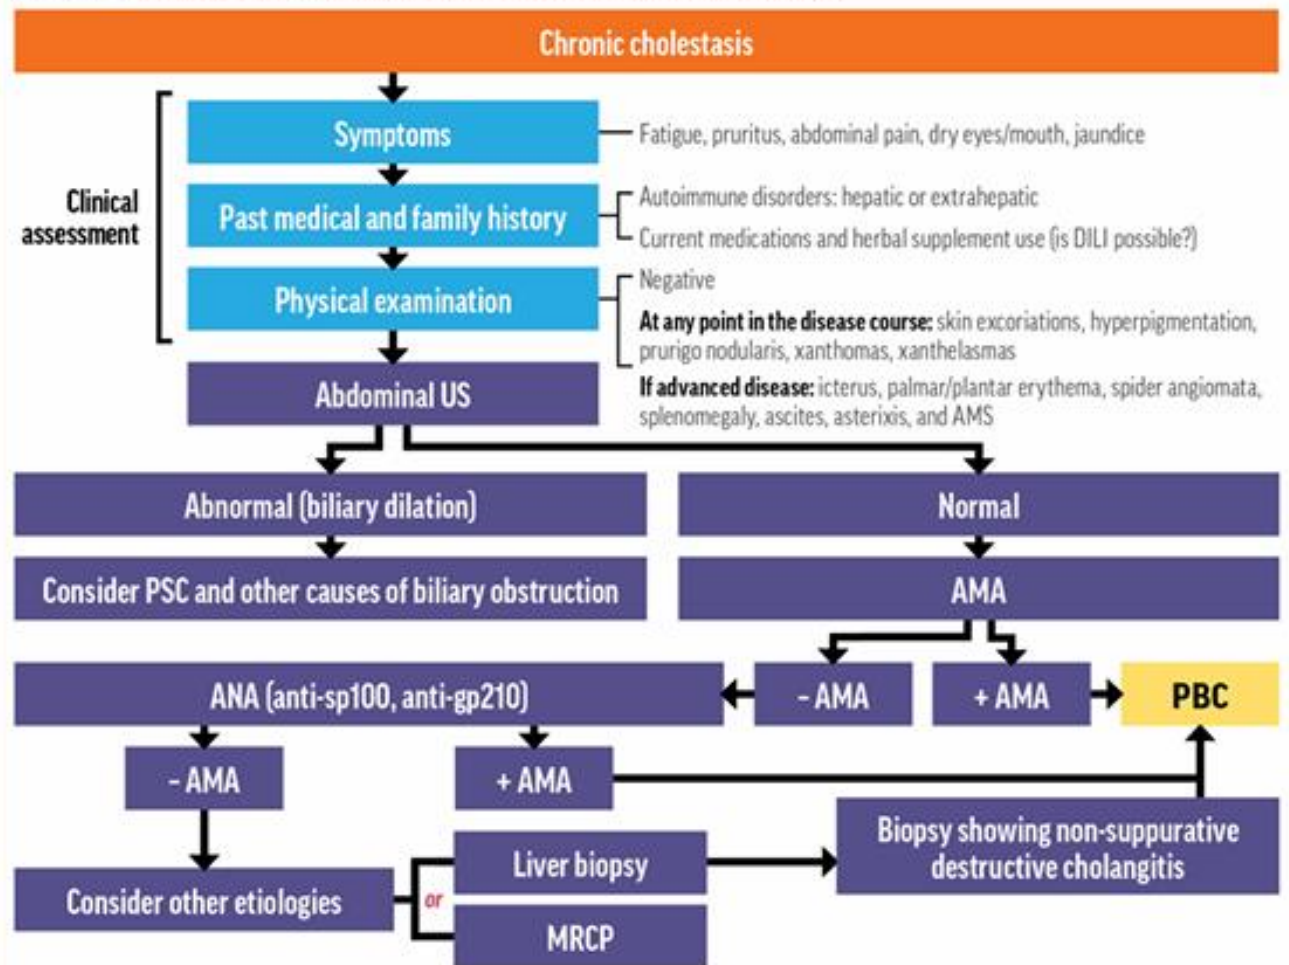 Chronic cholestasis
Clinical
assessment
Symptoms
Fatigue, pruritus, abdominal pain, dry eyes/mouth, jaundice
Past medical and family history
Autoimmune disorders: hepatic or extrahepatic
Current medications and herbal supplement use (is DILI possible?)
Physical examination
Negative
At any point in the disease course: skin excoriations, hyperpigmentation,
prurigo nodularis, xanthomas, xanthelasmas
If advanced disease: icterus, palmar/plantar erythema, spider angiomata,
splenomegaly, ascites, asterixis, and AMS
Abdominal US
Abnormal (biliary dilation)
Normal
Consider PSC and other causes of biliary obstruction
AMA
ANA (anti-sp100, anti-gp210)
- AMA
+ AMA
PBC
- AMA
+ AMA
Biopsy showing non-suppurative
destructive cholangitis
Liver biopsy
Consider other etiologies
or
MRCP